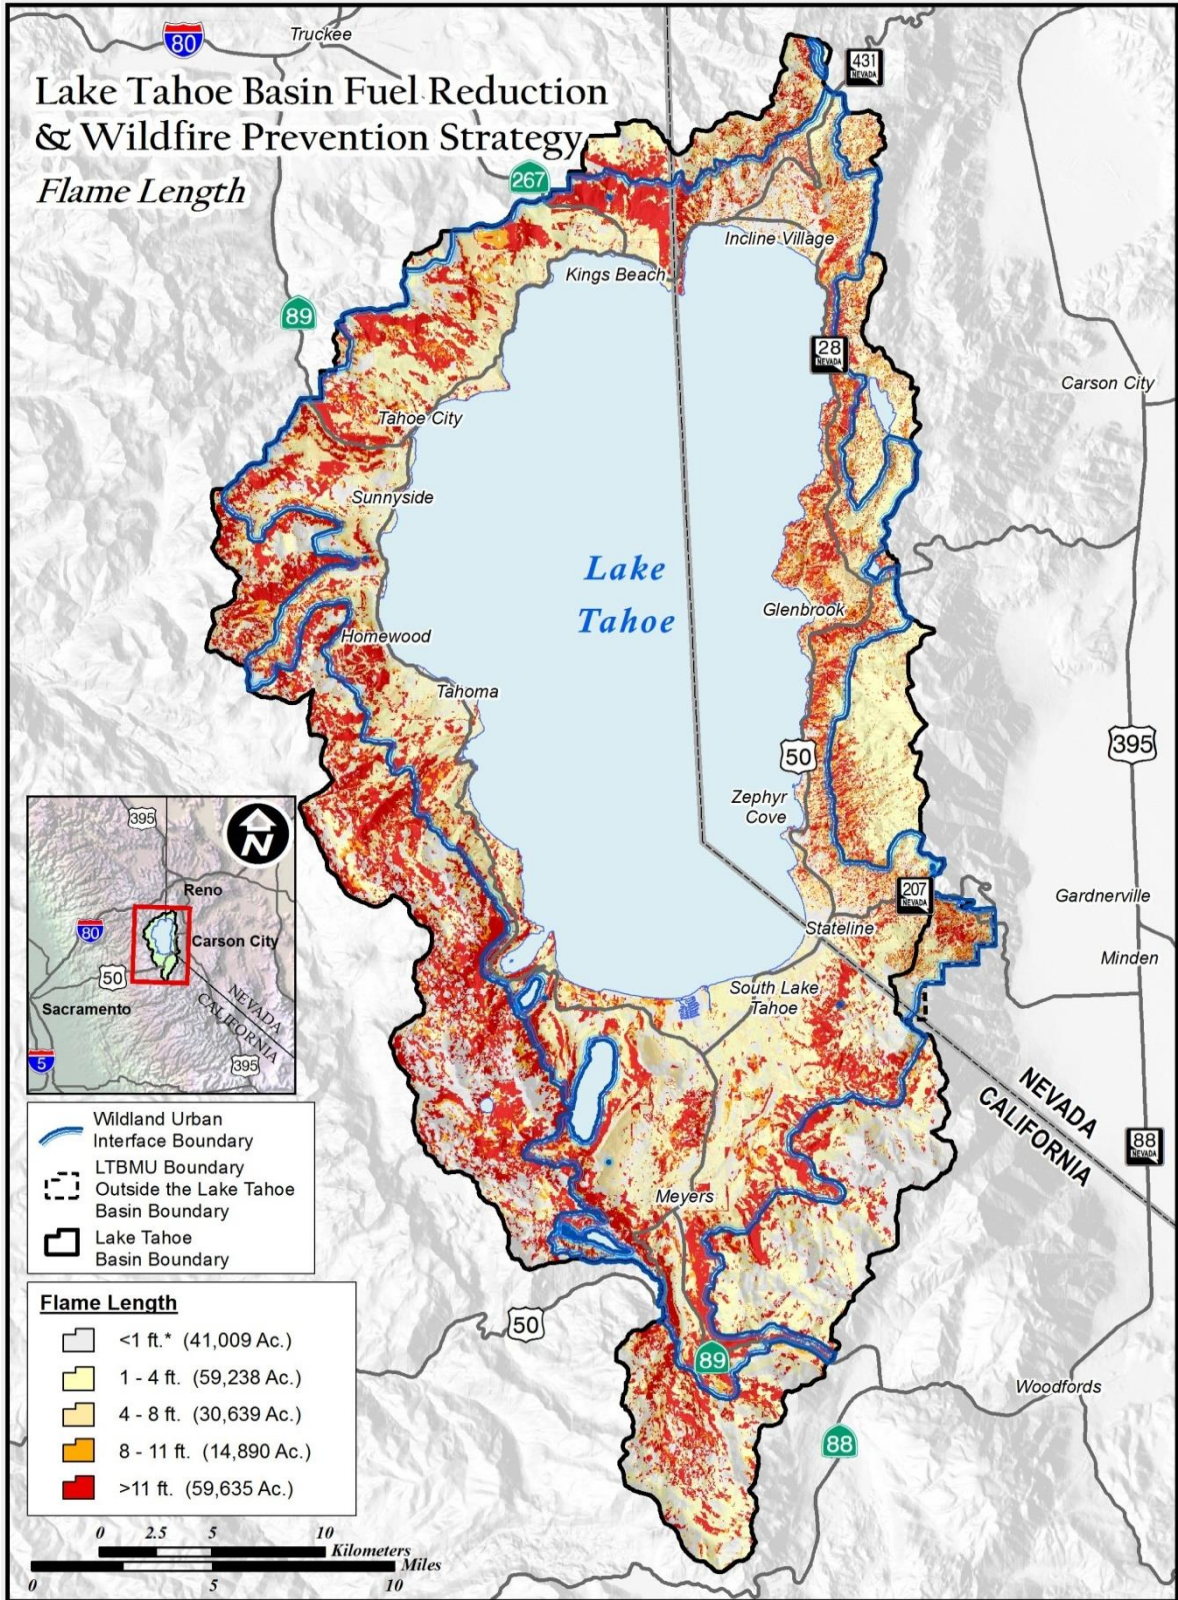 80
Truckee
431
NEVADA
Lake Tahoe Basin Fuel Reduction
& Wildfire Prevention Strategy
Flame Length
267
Incline Village
Kings Beach
89
28
NEVADA
Carson City
Tahoe City
Sunnyside
Lake
Tahoe
Glenbrook
Homewood
Tahoma
50
395
Zephyr
Cove
207
NEVADA
Gardnerville
Stateline
Minden
South Lake
Tahoe
NEVADA
CALIFORNIA
88
NEVADA
Meyers
50
89
Woodfords
88
395
N
Reno
80
Carson City
50
Sacramento
NEVADA
CALIFORNIA
5
395
Wildland Urban
Interface Boundary
LTBMU Boundary
Outside the Lake Tahoe
Basin Boundary
Lake Tahoe
Basin Boundary
Flame Length
<1 ft.* (41,009 Ac.)
1 - 4 ft. (59,238 Ac.)
4 - 8 ft. (30,639 Ac.)
8 - 11 ft. (14,890 Ac.)
>11 ft. (59,635 Ac.)
0 2.5 5 10
Kilometers
Miles
0 5 10